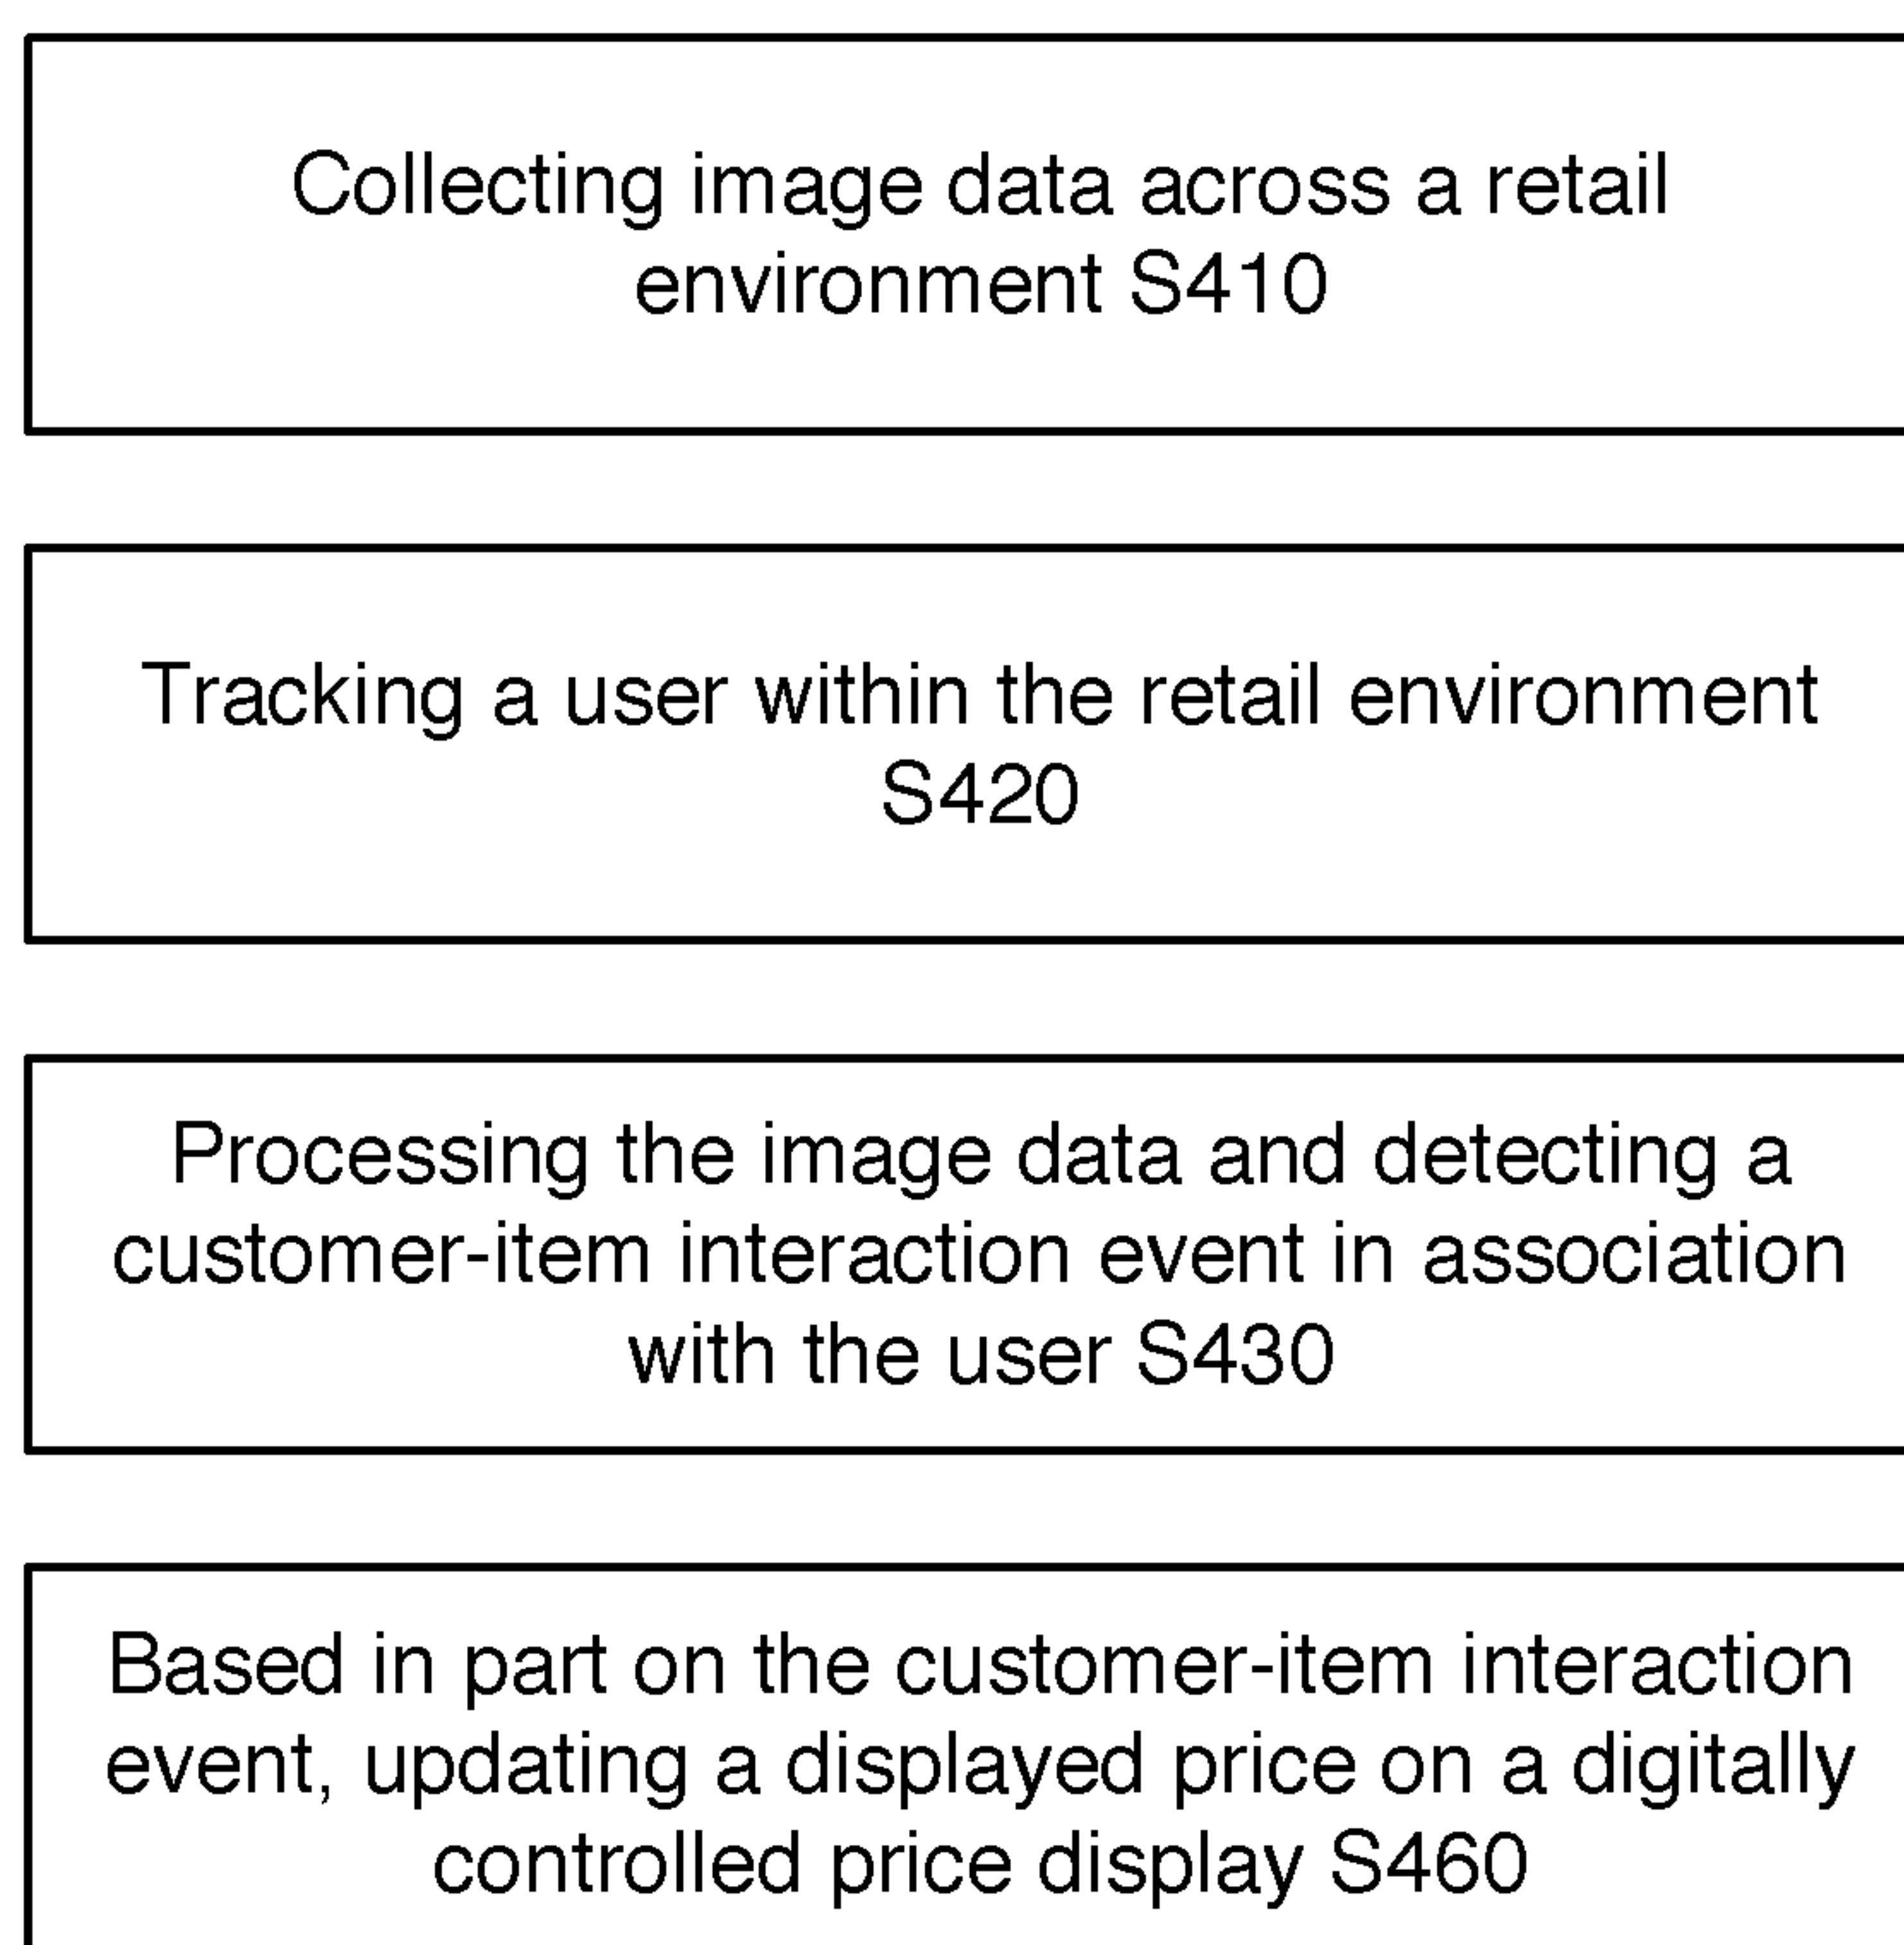 Collecting image data across a retail
environment S410
Tracking a user within the retail environment
S420
Processing the image data and detecting a
customer-item interaction event in association
with the user S430
Based in part on the customer-item interaction
event, updating a displayed price on a digitally
controlled price display S460